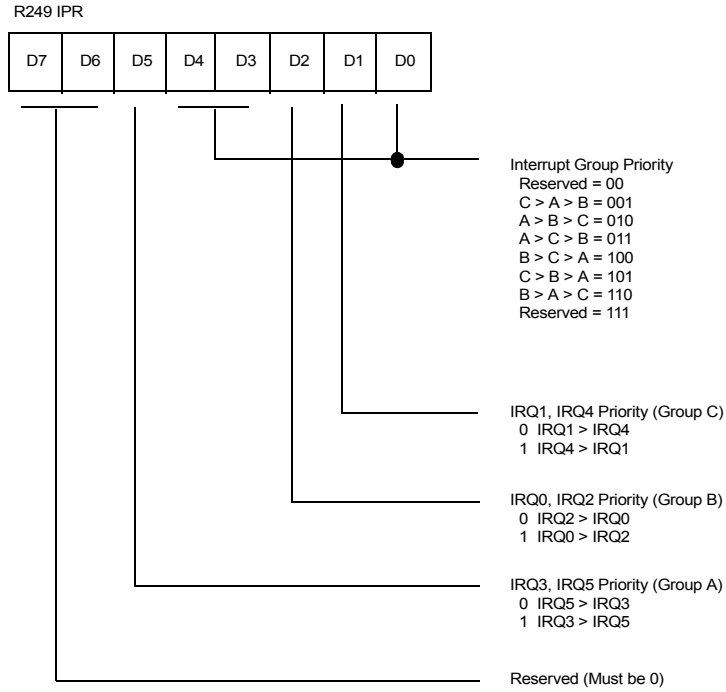 R249 IPR
D7 D6 D5 D4 D3 D2 D1 D0
Interrupt Group Priority
Reserved = 00
C > A > B = 001
A > B > C = 010
A > C > B = 011
B > C > A = 100
C > B > A = 101
B > A > C = 110
Reserved = 111
IRQ1, IRQ4 Priority (Group C)
0 IRQ1 > IRQ4
1 IRQ4 > IRQ1
IRQ0, IRQ2 Priority (Group B)
0 IRQ2 > IRQ0
1 IRQ0 > IRQ2
IRQ3, IRQ5 Priority (Group A)
0 IRQ5 > IRQ3
1 IRQ3 > IRQ5
Reserved (Must be 0)